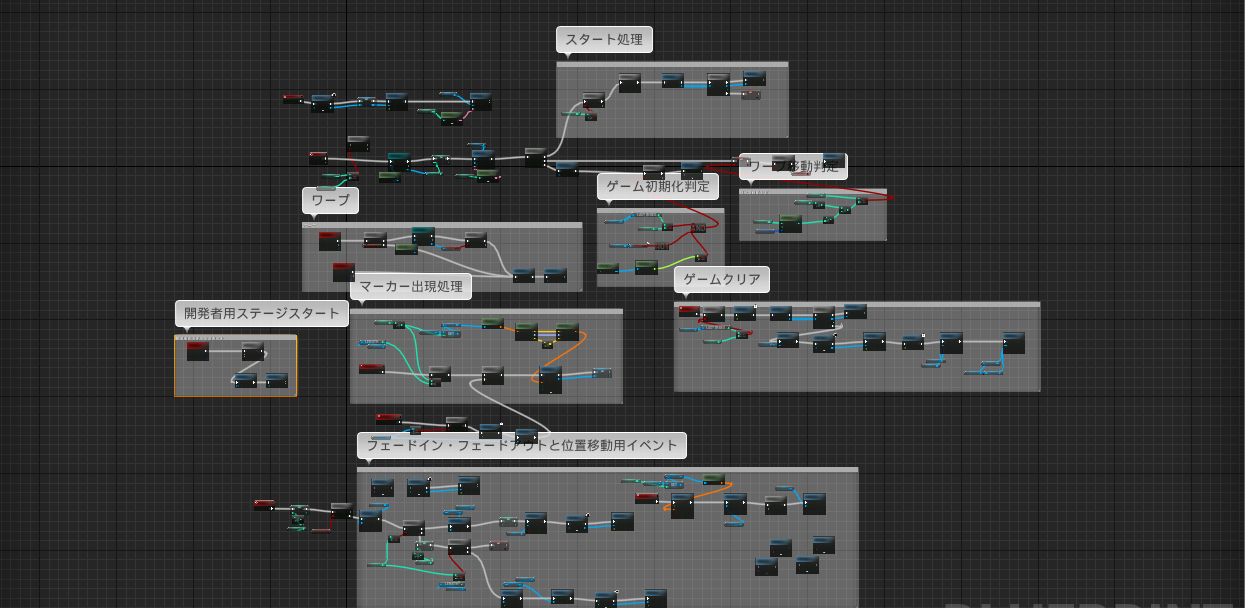 スタート処理
ワープ移動判定
ゲーム初期化判定
ワープ
ゲームクリア
マーカー出現処理
開発者用ステージスタート
フェードイン・フェードアウトと位置移動用イベント